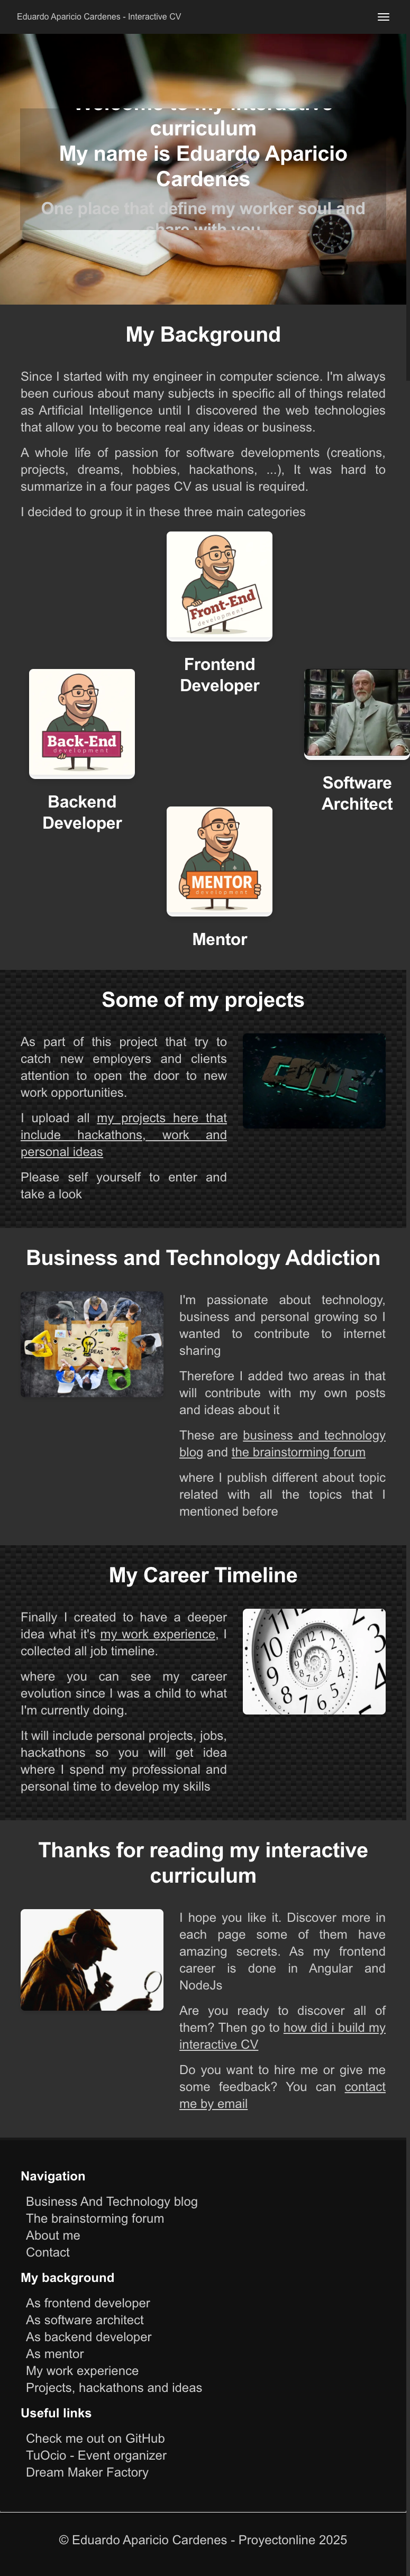 Eduardo Aparicio Cardenes - Interactive CV
Welcome to my interactive
curriculum
My name is Eduardo Aparicio
Cardenes
One place that define my worker soul and
share with you
My Background
Since I started with my engineer in computer science. I'm always
been curious about many subjects in specific all of things related
as Artificial Intelligence until I discovered the web technologies
that allow you to become real any ideas or business.
A whole life of passion for software developments (creations,
projects, dreams, hobbies, hackathons, ...), It was hard to
summarize in a four pages CV as usual is required.
I decided to group it in these three main categories
Front-End
development
Frontend
Developer
Back-End
development
Backend
Developer
Software
Architect
MENTOR
development
Mentor
Some of my projects
As part of this project that try to
catch new employers and clients
attention to open the door to new
work opportunities.
I upload all my projects here that
include hackathons, work and
personal ideas
Please self yourself to enter and
take a look
CODE
Business and Technology Addiction
IDEAS
I'm passionate about technology,
business and personal growing so I
wanted to contribute to internet
sharing
Therefore I added two areas in that
will contribute with my own posts
and ideas about it
These are business and technology
blog and the brainstorming forum
where I publish different about topic
related with all the topics that I
mentioned before
My Career Timeline
Finally I created to have a deeper
idea what it's my work experience, I
collected all job timeline.
where you can see my career
evolution since I was a child to what
I'm currently doing.
It will include personal projects, jobs,
hackathons so you will get idea
where I spend my professional and
personal time to develop my skills
Thanks for reading my interactive
curriculum
I hope you like it. Discover more in
each page some of them have
amazing secrets. As my frontend
career is done in Angular and
NodeJs
Are you ready to discover all of
them? Then go to how did i build my
interactive CV
Do you want to hire me or give me
some feedback? You can contact
me by email
Navigation
Business And Technology blog
The brainstorming forum
About me
Contact
My background
As frontend developer
As software architect
As backend developer
As mentor
My work experience
Projects, hackathons and ideas
Useful links
Check me out on GitHub
TuOcio - Event organizer
Dream Maker Factory
© Eduardo Aparicio Cardenes - Proyectonline 2025